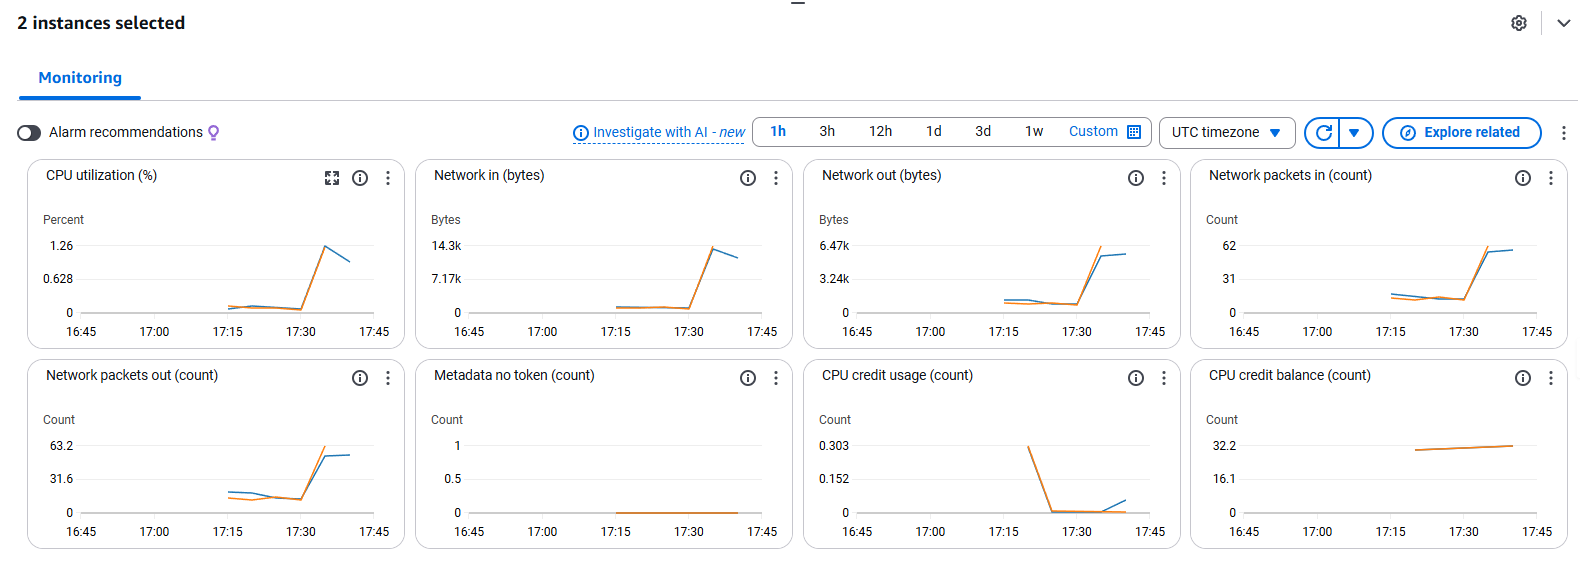 2 instances selected
Monitoring
Alarm recommendations
Investigate with AI - new
1h 3h 12h 1d 3d 1w Custom
UTC timezone
Explore related
CPU utilization (%)
Percent
1.26
0.628
0
16:45 17:00 17:15 17:30 17:45
Network in (bytes)
Bytes
14.3k
7.17k
0
16:45 17:00 17:15 17:30 17:45
Network out (bytes)
Bytes
6.47k
3.24k
0
16:45 17:00 17:15 17:30 17:45
Network packets in (count)
Count
62
31
0
16:45 17:00 17:15 17:30 17:45
Network packets out (count)
Count
63.2
31.6
0
16:45 17:00 17:15 17:30 17:45
Metadata no token (count)
Count
1
0.5
0
16:45 17:00 17:15 17:30 17:45
CPU credit usage (count)
Count
0.303
0.152
0
16:45 17:00 17:15 17:30 17:45
CPU credit balance (count)
Count
32.2
16.1
0
16:45 17:00 17:15 17:30 17:45